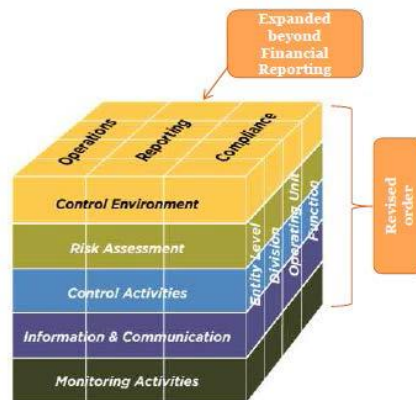 Expanded
beyond
Financial
Reporting
Operations
Reporting
Compliance
Control Environment
Risk Assessment
Control Activities
Information & Communication
Monitoring Activities
Entity Level
Division
Operating Unit
Function
Revised
order